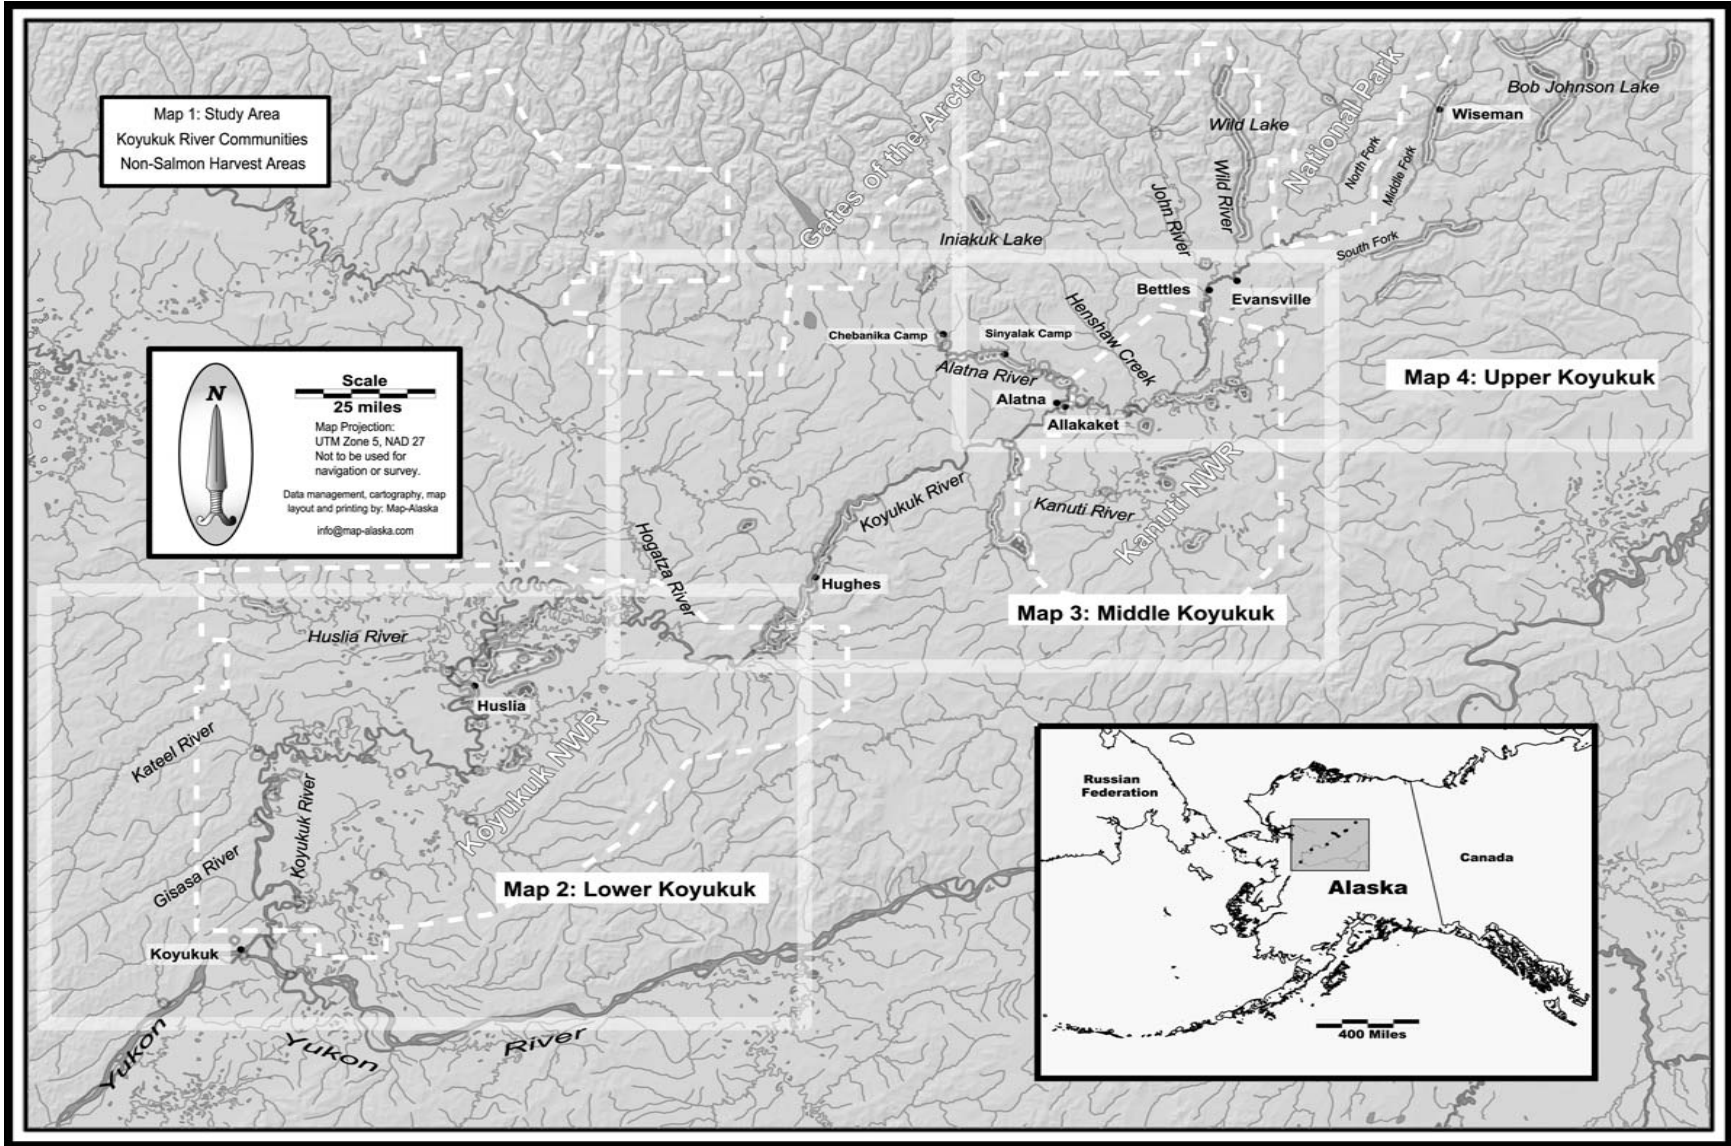 Map 1: Study Area
Koyukuk River Communities
Non-Salmon Harvest Areas
Gates of the Arctic
National Park
Bob Johnson Lake
Wiseman
Wild Lake
North Fork
Middle Fork
Wild River
John River
Iniakuk Lake
South Fork
Bettles
Evansville
Henshaw Creek
Chebanika Camp
Sinyalak Camp
Alatna River
Alatna
Allakaket
Map 4: Upper Koyukuk
N
Scale
25 miles
Map Projection:
UTM Zone 5, NAD 27
Not to be used for
navigation or survey.
Data management, cartography, map
layout and printing by: Map-Alaska
info@map-alaska.com
Koyukuk River
Kanuti River
Kanuti NWR
Hogatza River
Hughes
Map 3: Middle Koyukuk
Huslia River
Huslia
Kateel River
Koyukuk NWR
Koyukuk River
Gisasa River
Map 2: Lower Koyukuk
Koyukuk
Yukon
Yukon
River
Russian
Federation
Canada
Alaska
400 Miles